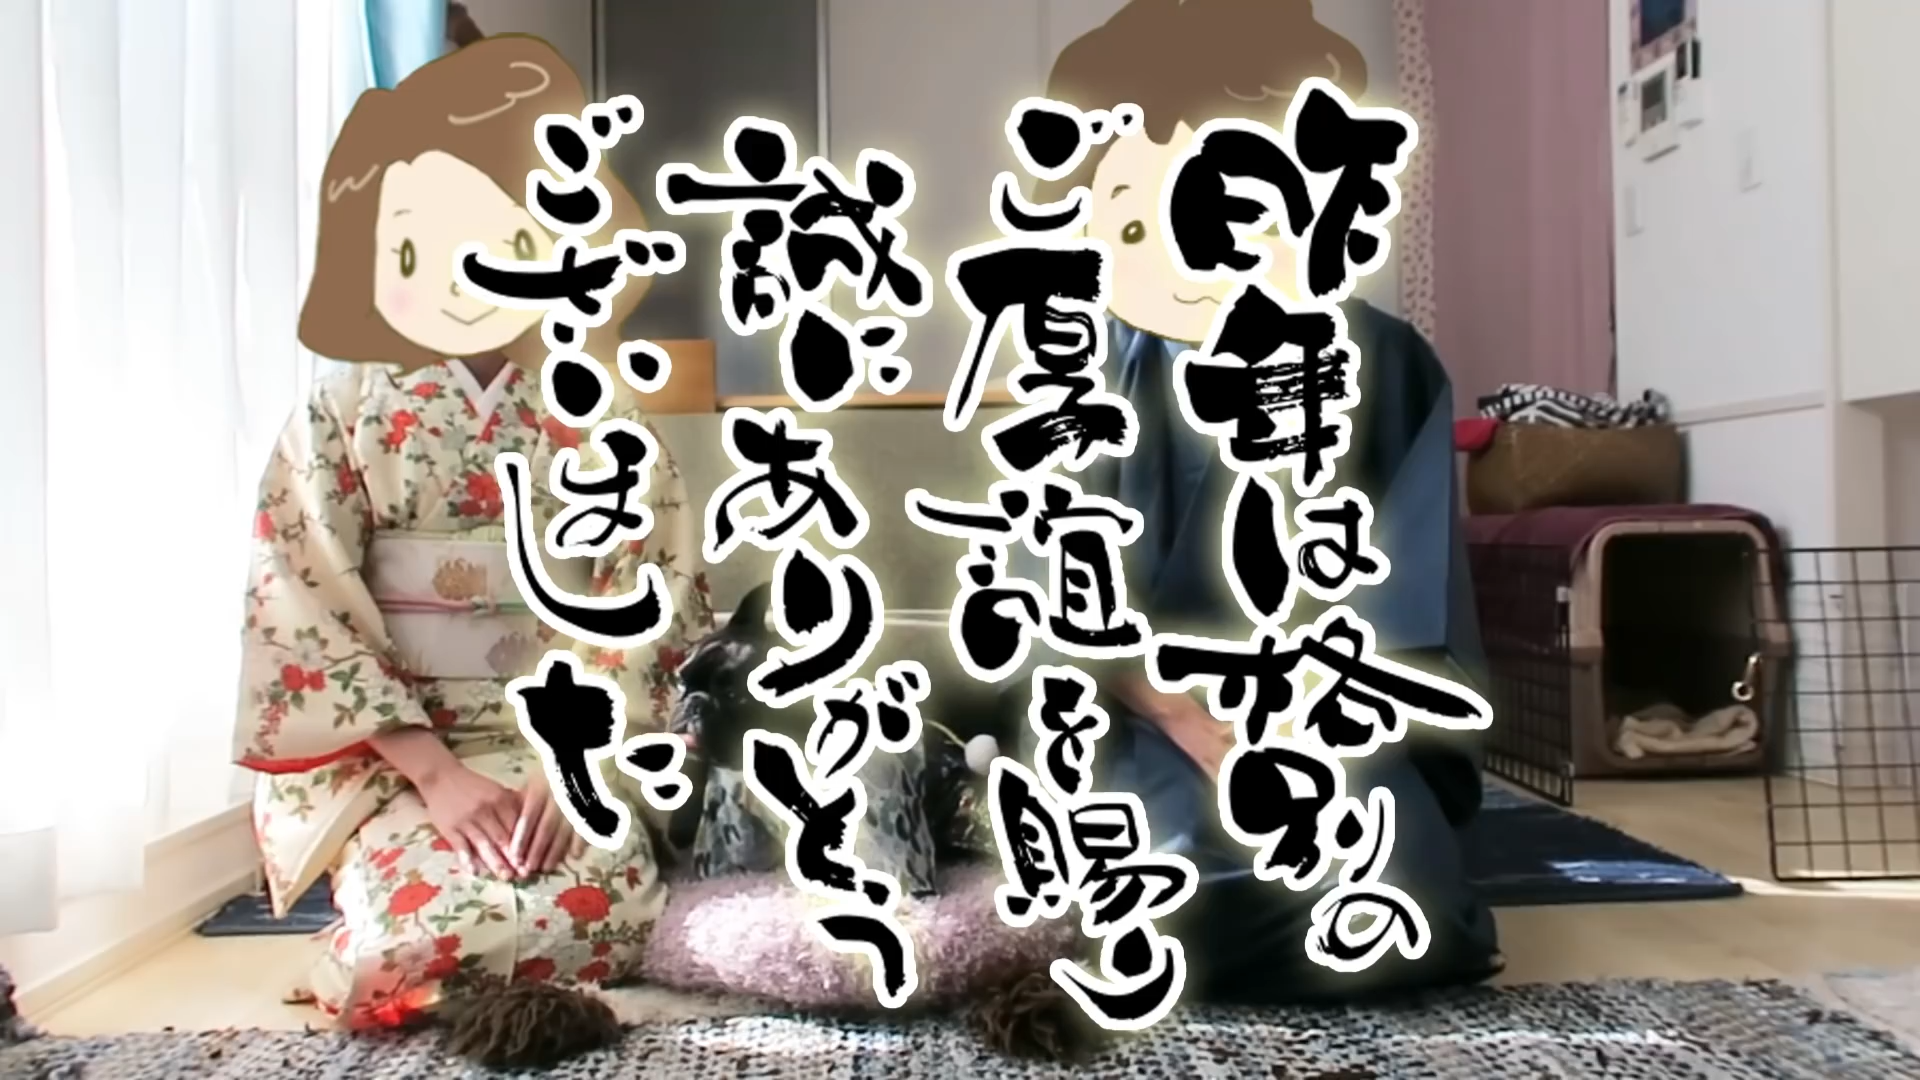 昨年は格別の
ご厚誼を賜り
誠にありがとう
ございました